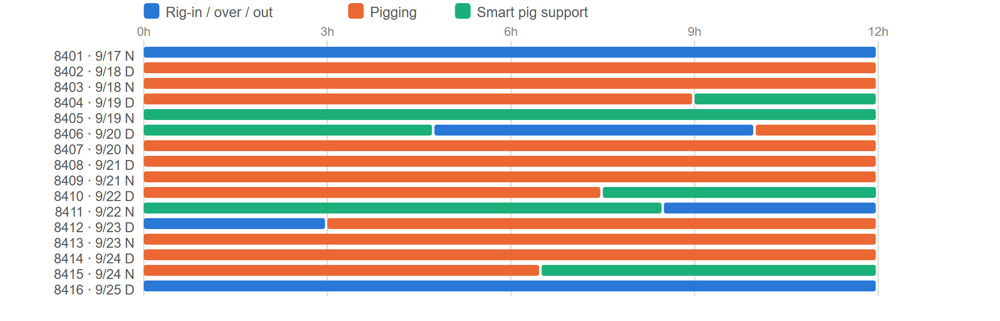 Rig-in / over / out Pigging Smart pig support
0h 3h 6h 9h 12h
8401 · 9/17 N
8402 · 9/18 D
8403 · 9/18 N
8404 · 9/19 D
8405 · 9/19 N
8406 · 9/20 D
8407 · 9/20 N
8408 · 9/21 D
8409 · 9/21 N
8410 · 9/22 D
8411 · 9/22 N
8412 · 9/23 D
8413 · 9/23 N
8414 · 9/24 D
8415 · 9/24 N
8416 · 9/25 D